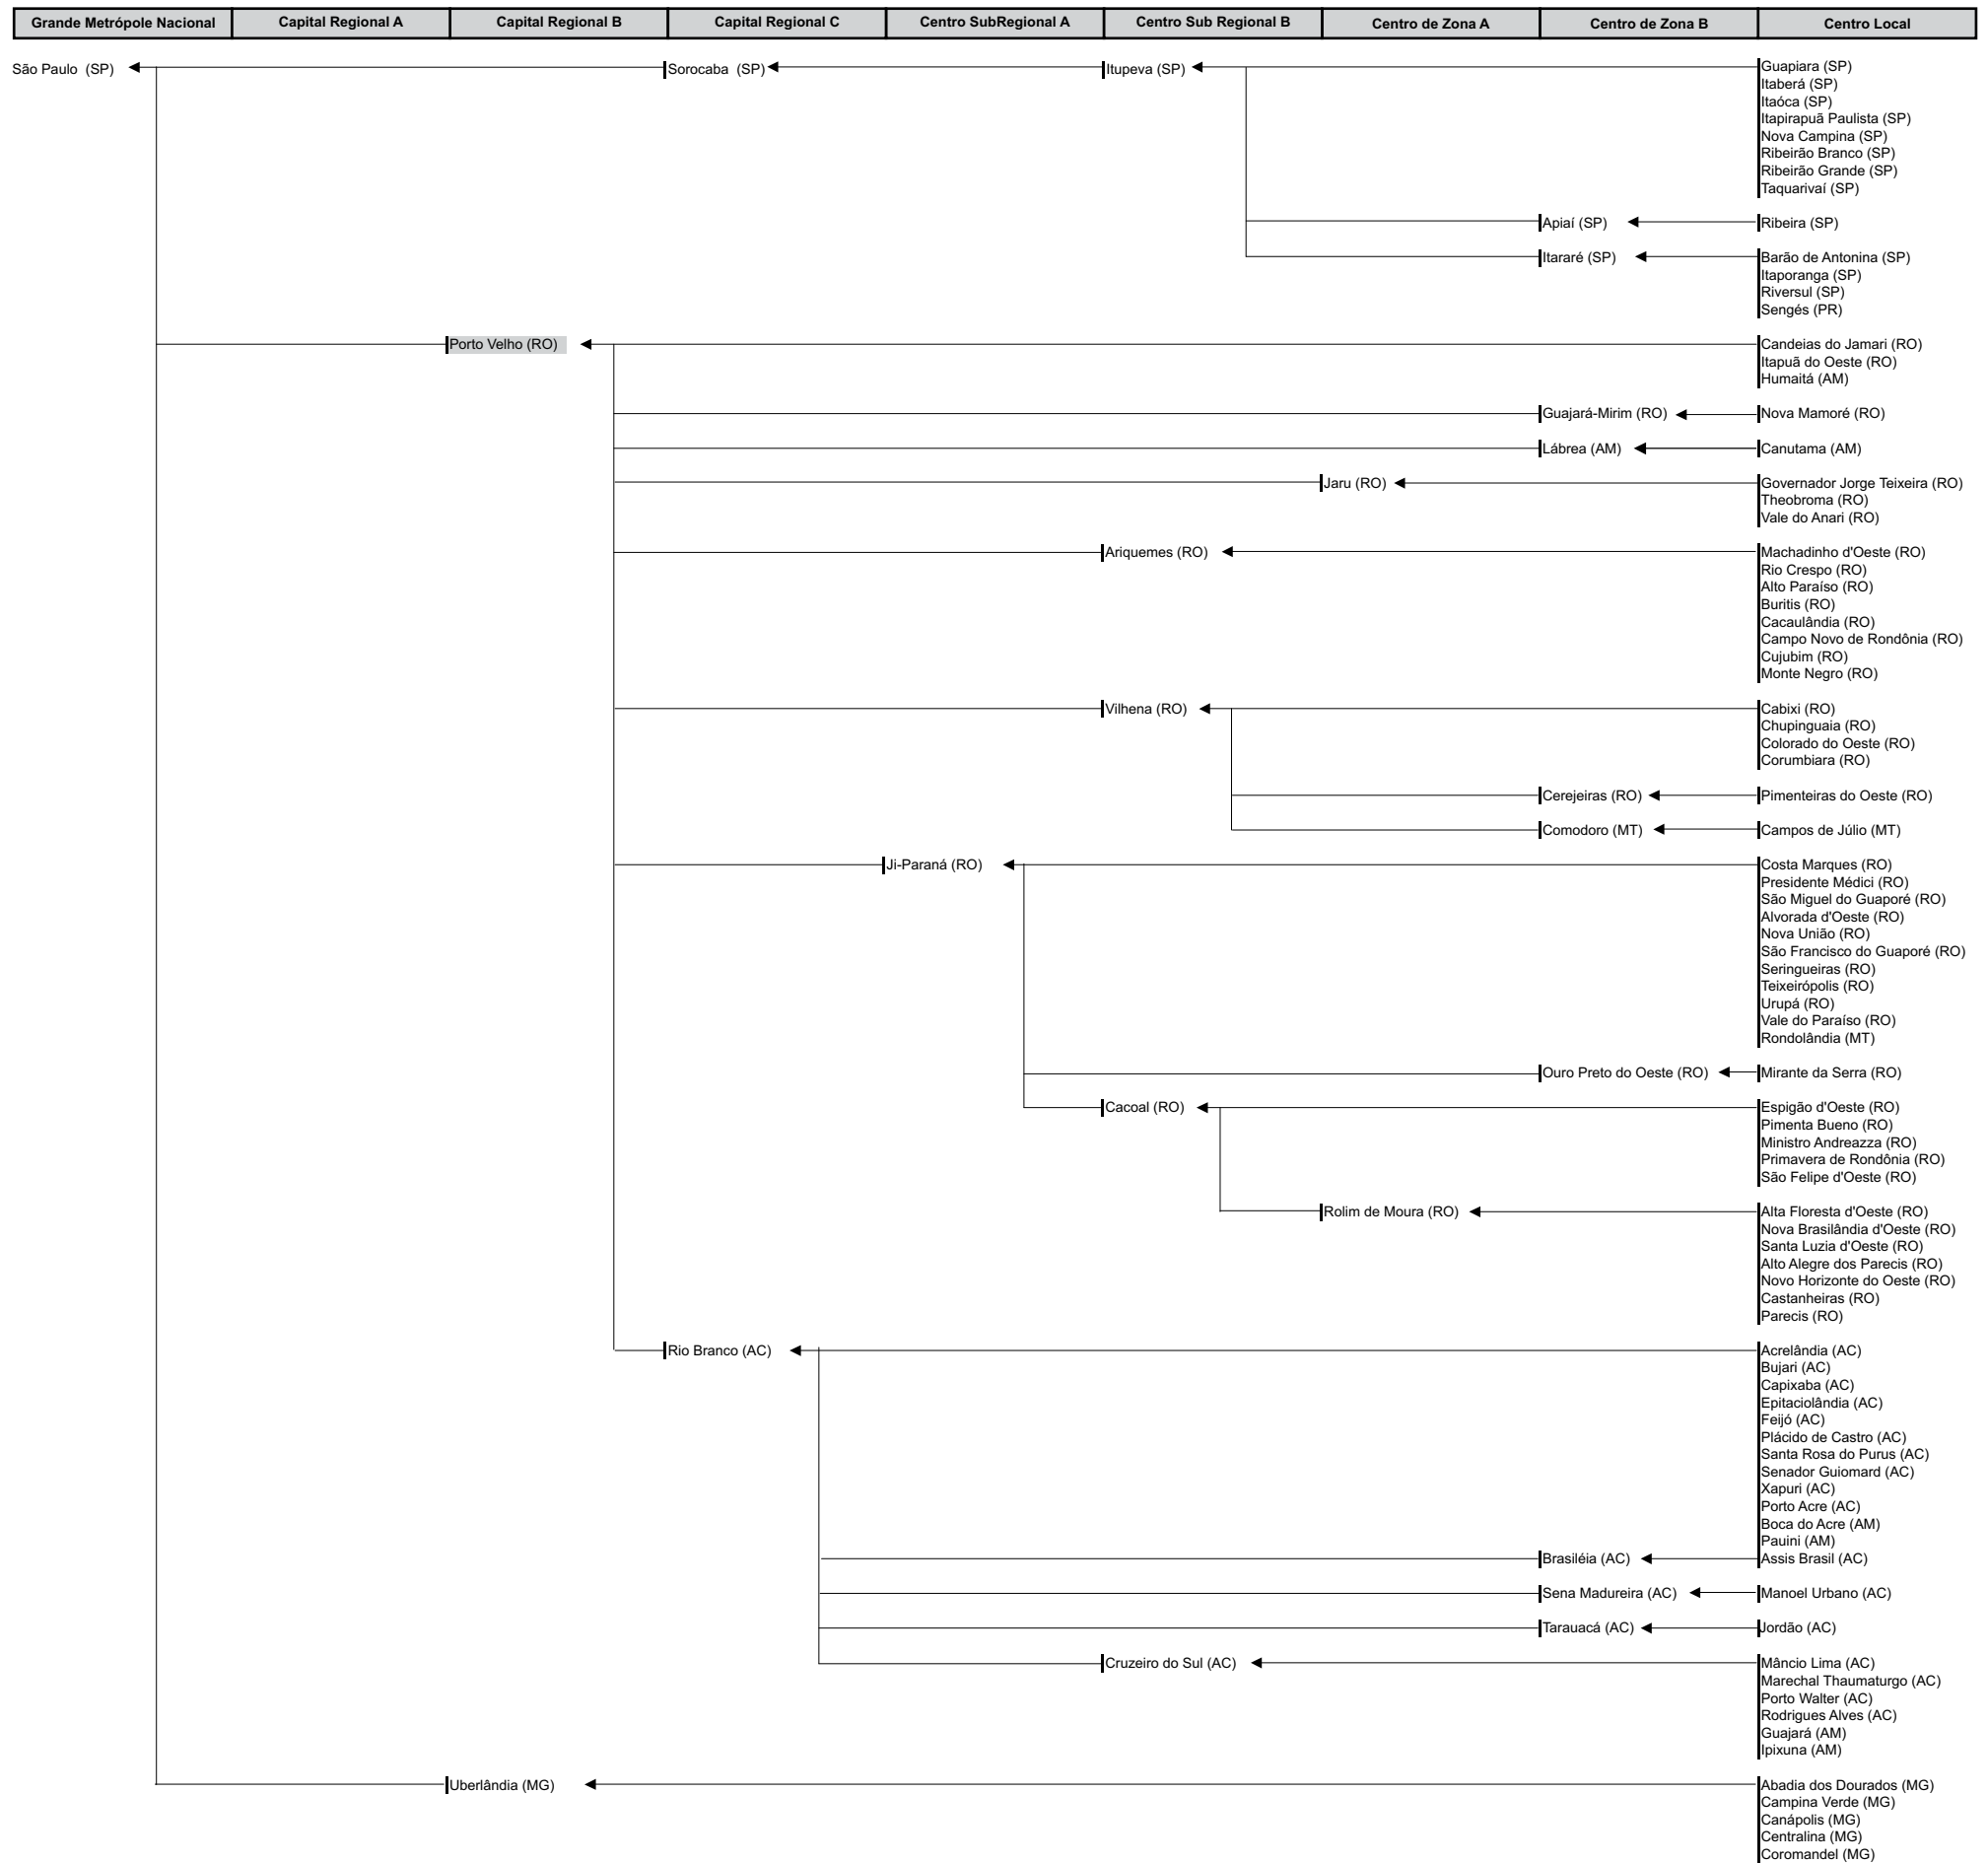 Grande Metrópole Nacional Capital Regional A Capital Regional B Capital Regional C Centro SubRegional A Centro Sub Regional B Centro de Zona A Centro de Zona B Centro Local
São Paulo (SP) Sorocaba (SP) Itupeva (SP) Guapiara (SP)
Itaberá (SP)
Itaóca (SP)
Itapirapuã Paulista (SP)
Nova Campina (SP)
Ribeirão Branco (SP)
Ribeirão Grande (SP)
Taquarivaí (SP)
Apiaí (SP) Ribeira (SP)
Itararé (SP) Barão de Antonina (SP)
Itaporanga (SP)
Riversul (SP)
Sengés (PR)
Porto Velho (RO) Candeias do Jamari (RO)
Itapuã do Oeste (RO)
Humaitá (AM)
Guajará-Mirim (RO) Nova Mamoré (RO)
Lábrea (AM) Canutama (AM)
Jaru (RO) Governador Jorge Teixeira (RO)
Theobroma (RO)
Vale do Anari (RO)
Ariquemes (RO) Machadinho d'Oeste (RO)
Rio Crespo (RO)
Alto Paraíso (RO)
Buritis (RO)
Cacaulândia (RO)
Campo Novo de Rondônia (RO)
Cujubim (RO)
Monte Negro (RO)
Vilhena (RO) Cabixi (RO)
Chupinguaia (RO)
Colorado do Oeste (RO)
Corumbiara (RO)
Cerejeiras (RO) Pimenteiras do Oeste (RO)
Comodoro (MT) Campos de Júlio (MT)
Ji-Paraná (RO) Costa Marques (RO)
Presidente Médici (RO)
São Miguel do Guaporé (RO)
Alvorada d'Oeste (RO)
Nova União (RO)
São Francisco do Guaporé (RO)
Seringueiras (RO)
Teixeirópolis (RO)
Urupá (RO)
Vale do Paraíso (RO)
Rondolândia (MT)
Ouro Preto do Oeste (RO) Mirante da Serra (RO)
Cacoal (RO) Espigão d'Oeste (RO)
Pimenta Bueno (RO)
Ministro Andreazza (RO)
Primavera de Rondônia (RO)
São Felipe d'Oeste (RO)
Rolim de Moura (RO) Alta Floresta d'Oeste (RO)
Nova Brasilândia d'Oeste (RO)
Santa Luzia d'Oeste (RO)
Alto Alegre dos Parecis (RO)
Novo Horizonte do Oeste (RO)
Castanheiras (RO)
Parecis (RO)
Rio Branco (AC) Acrelândia (AC)
Bujari (AC)
Capixaba (AC)
Epitaciolândia (AC)
Feijó (AC)
Plácido de Castro (AC)
Santa Rosa do Purus (AC)
Senador Guiomard (AC)
Xapuri (AC)
Porto Acre (AC)
Boca do Acre (AM)
Pauini (AM)
Brasiléia (AC) Assis Brasil (AC)
Sena Madureira (AC) Manoel Urbano (AC)
Tarauacá (AC) Jordão (AC)
Cruzeiro do Sul (AC) Mâncio Lima (AC)
Marechal Thaumaturgo (AC)
Porto Walter (AC)
Rodrigues Alves (AC)
Guajará (AM)
Ipixuna (AM)
Uberlândia (MG) Abadia dos Dourados (MG)
Campina Verde (MG)
Canápolis (MG)
Centralina (MG)
Coromandel (MG)